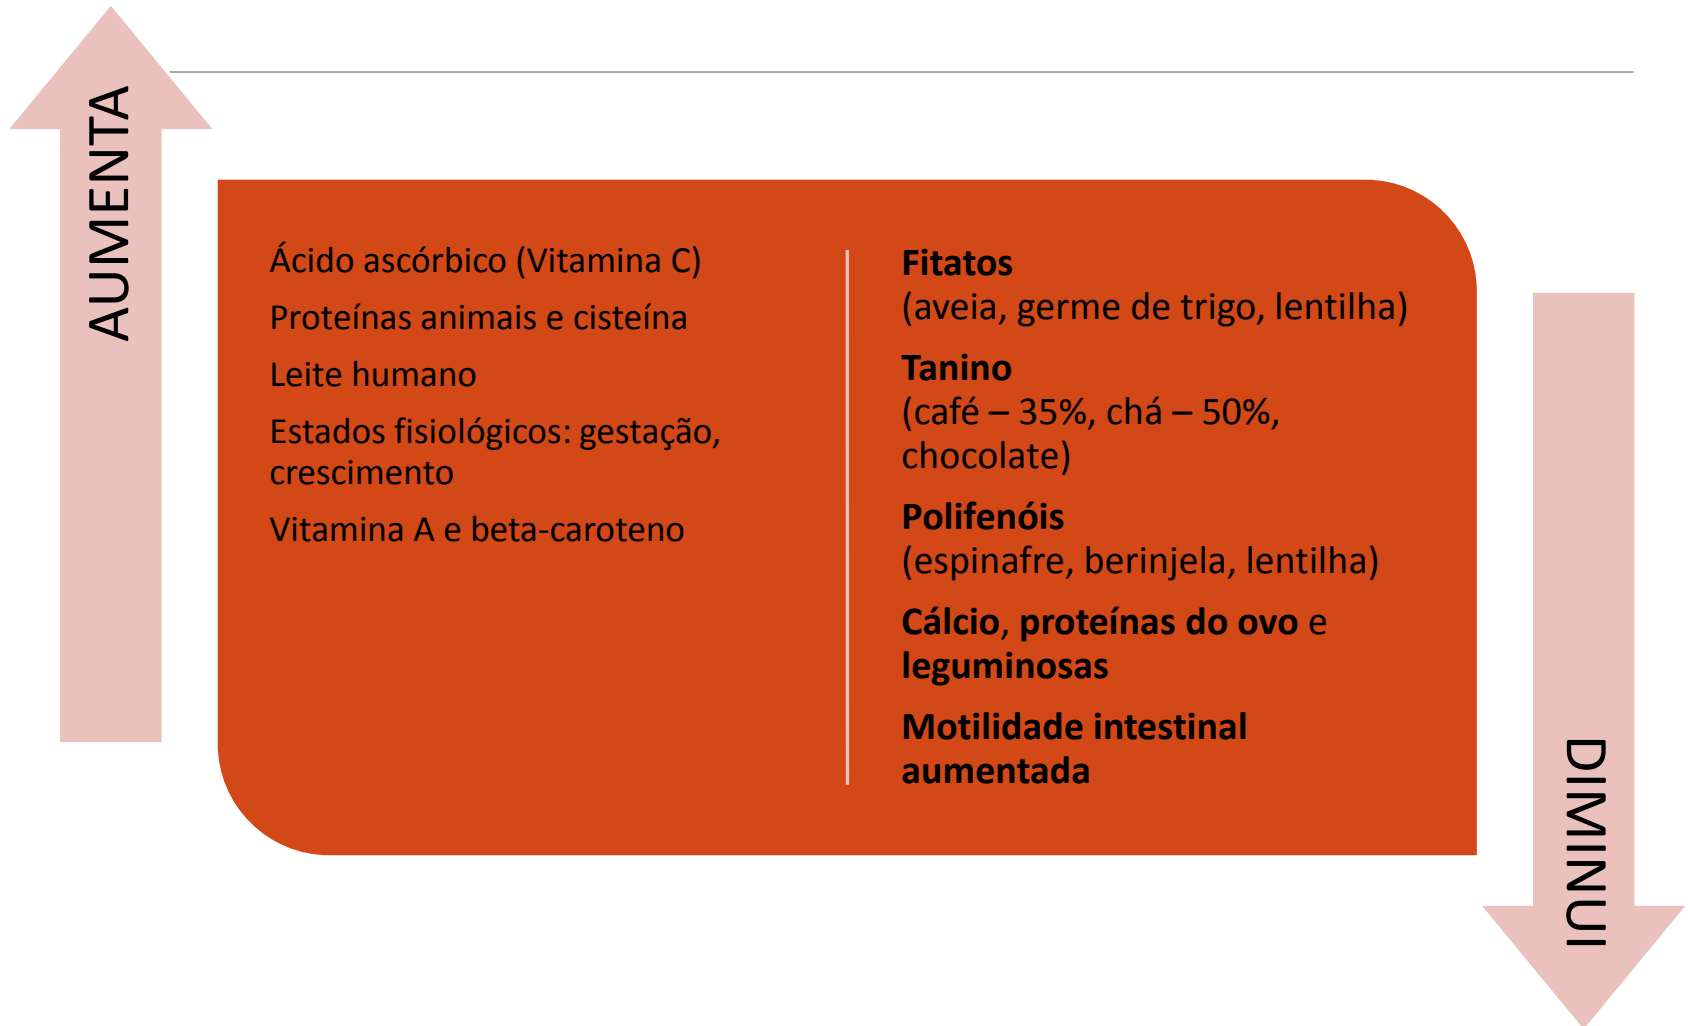 AUMENTA
Ácido ascórbico (Vitamina C)
Proteínas animais e cisteína
Leite humano
Estados fisiológicos: gestação,
crescimento
Vitamina A e beta-caroteno
Fitatos
(aveia, germe de trigo, lentilha)
Tanino
(café – 35%, chá – 50%,
chocolate)
Polifenóis
(espinafre, berinjela, lentilha)
Cálcio, proteínas do ovo e
leguminosas
Motilidade intestinal
aumentada
DIMINUI